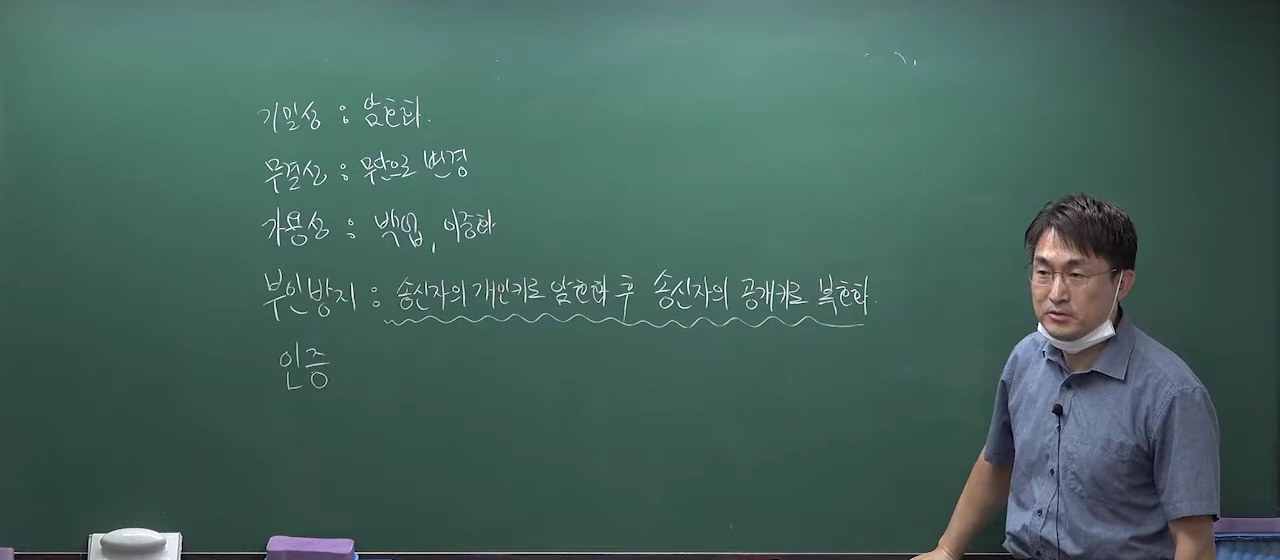 기밀성 : 암호화.
무결성 : 무단으로 변경
가용성 : 백업, 이중화
부인방지 : 송신자의 개인키로 암호화 후 송신자의 공개키로 복호화.
인증